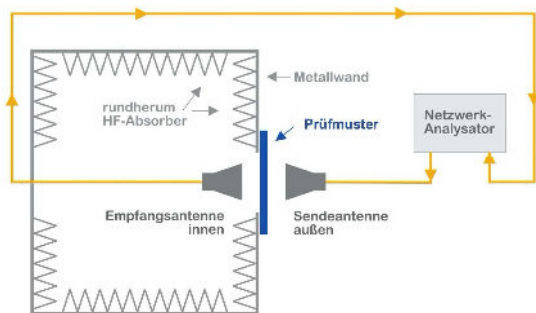 Metallwand
rundherum
HF-Absorber
Prüfmuster
Netzwerk-
Analysator
Empfangsantenne
innen
Sendeantenne
außen